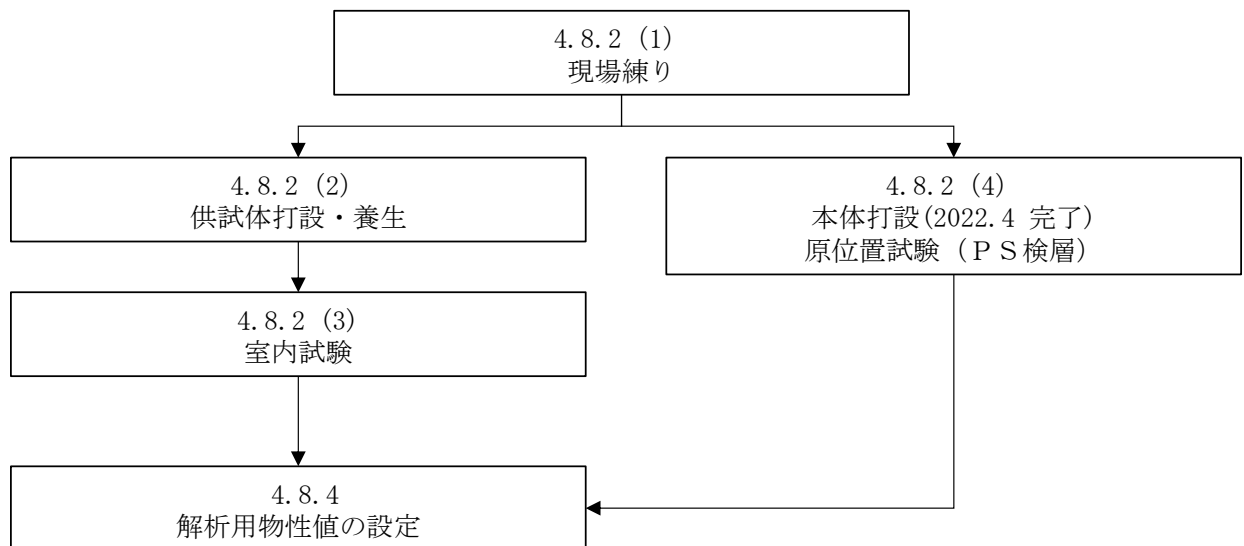 4.8.2 (1)
現場練り
4.8.2 (2)
供試体打設・養生
4.8.2 (4)
本体打設(2022.4 完了)
原位置試験（ＰＳ検層）
4.8.2 (3)
室内試験
4.8.4
解析用物性値の設定